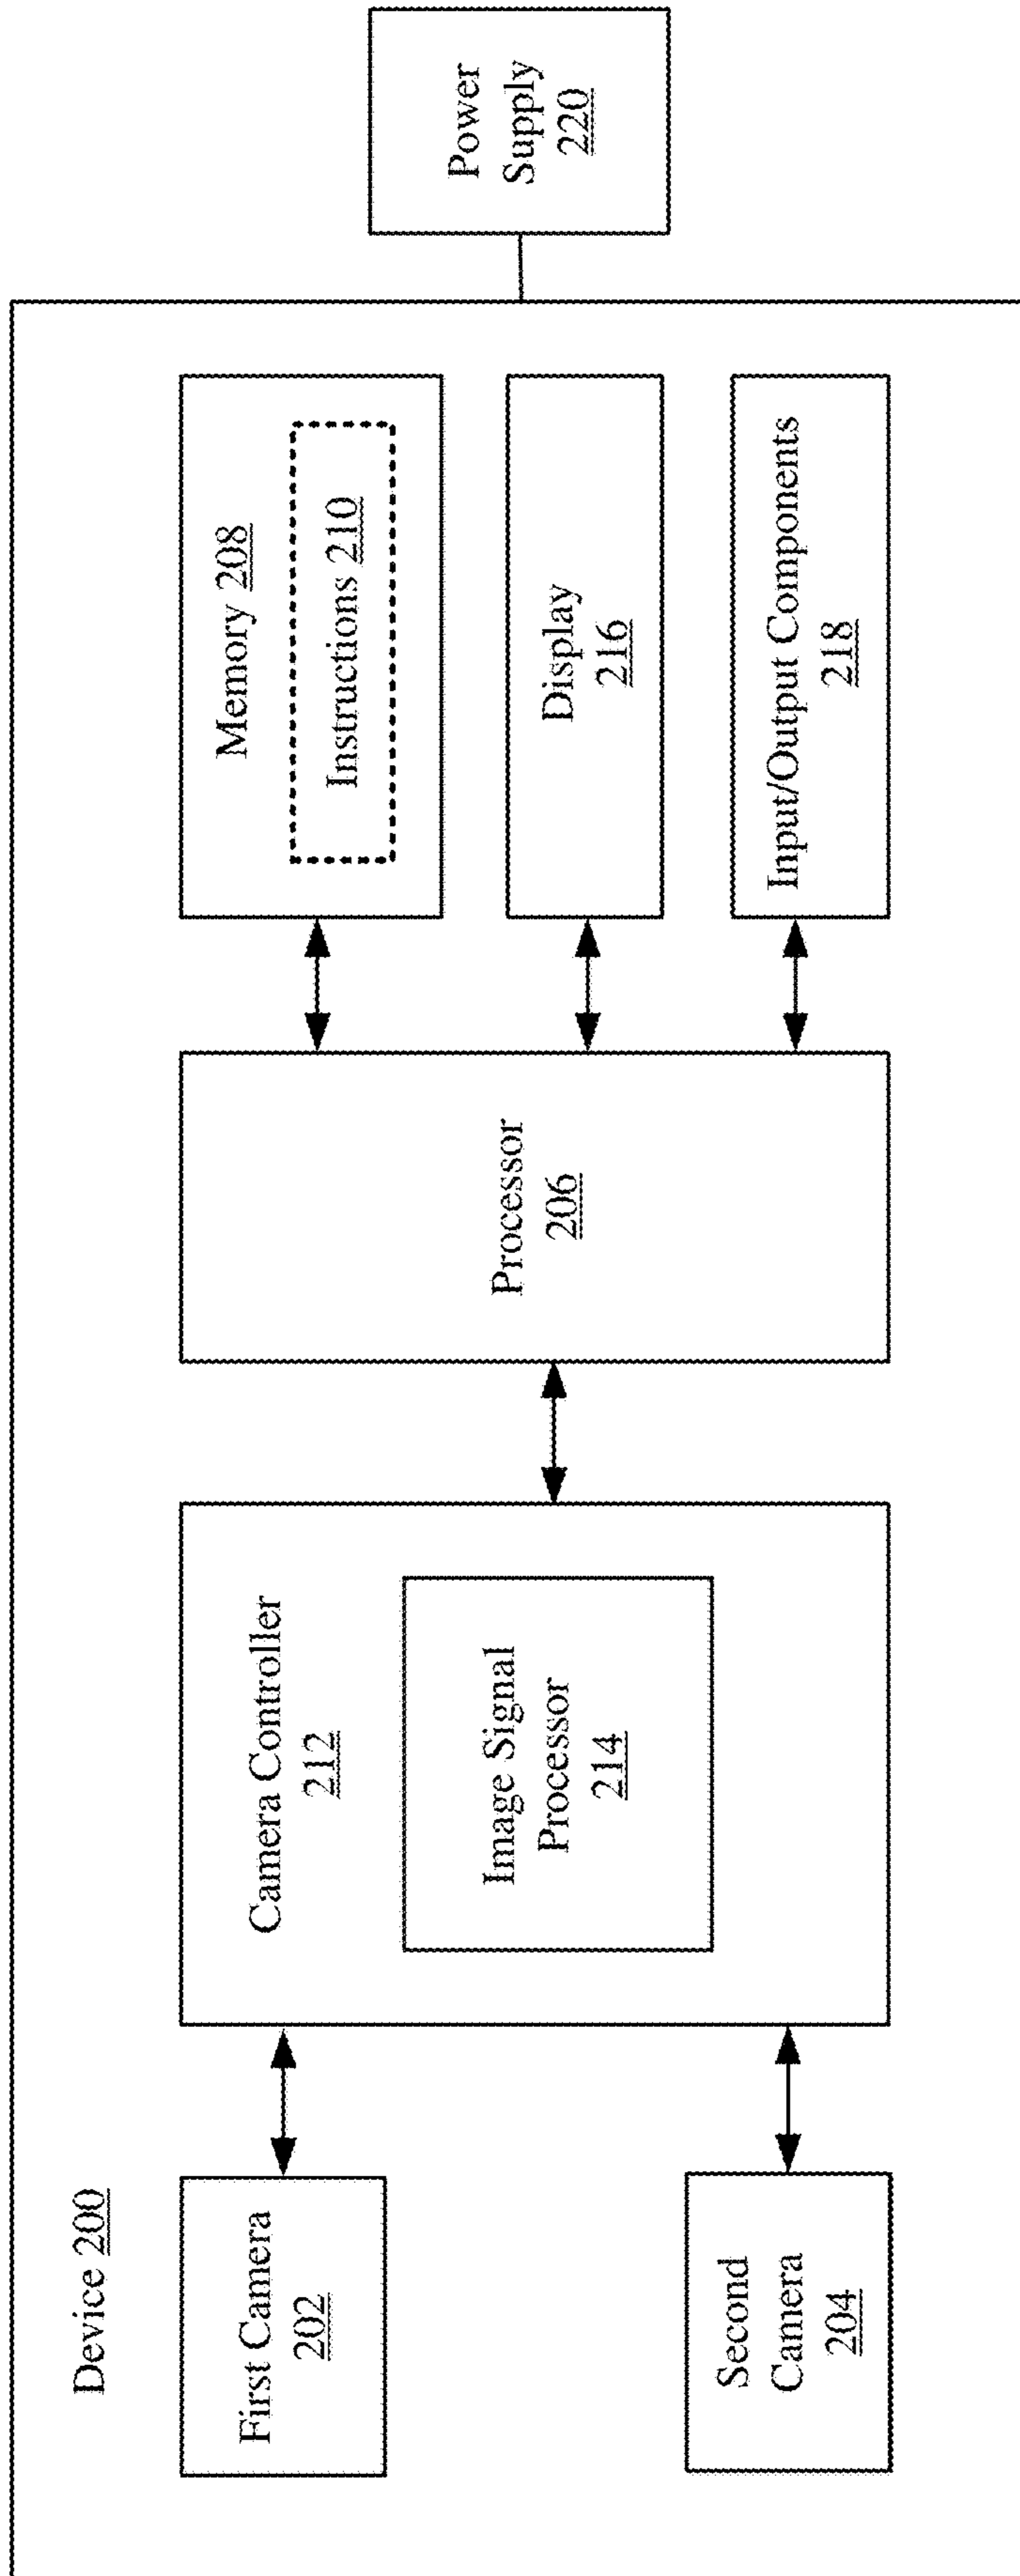 Device 200
First Camera
202
Second
Camera
204
Camera Controller
212
Image Signal
Processor
214
Processor
206
Memory 208
Instructions 210
Display
216
Input/Output Components
218
Power
Supply
220